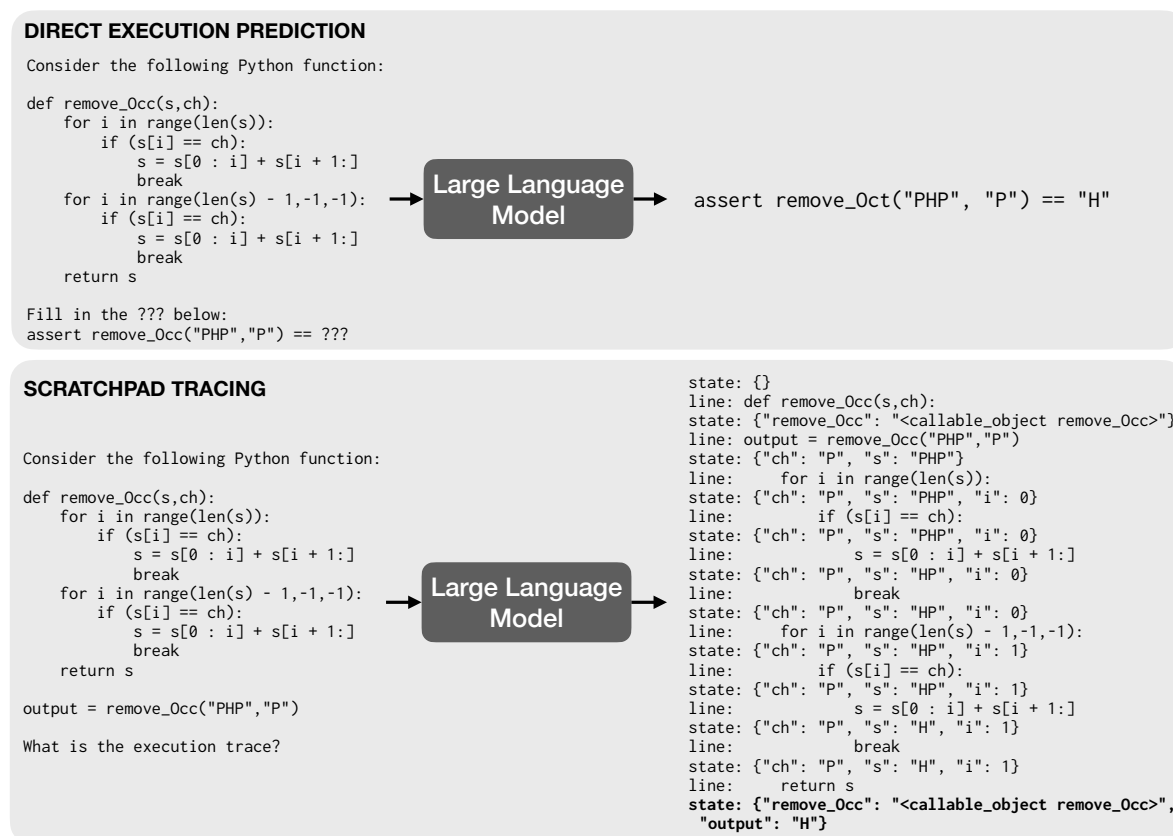 DIRECT EXECUTION PREDICTION
Consider the following Python function:
def remove_Occ(s,ch):
    for i in range(len(s)):
        if (s[i] == ch):
            s = s[0 : i] + s[i + 1:]
            break
    for i in range(len(s) - 1,-1,-1):
        if (s[i] == ch):
            s = s[0 : i] + s[i + 1:]
            break
    return s
Fill in the ??? below:
assert remove_Occ("PHP","P") == ???
Large Language
Model
assert remove_Oct("PHP", "P") == "H"
SCRATCHPAD TRACING
Consider the following Python function:
def remove_Occ(s,ch):
    for i in range(len(s)):
        if (s[i] == ch):
            s = s[0 : i] + s[i + 1:]
            break
    for i in range(len(s) - 1,-1,-1):
        if (s[i] == ch):
            s = s[0 : i] + s[i + 1:]
            break
    return s
output = remove_Occ("PHP","P")
What is the execution trace?
Large Language
Model
state: {}
line: def remove_Occ(s,ch):
state: {"remove_Occ": "<callable_object remove_Occ>"}
line: output = remove_Occ("PHP","P")
state: {"ch": "P", "s": "PHP"}
line:     for i in range(len(s)):
state: {"ch": "P", "s": "PHP", "i": 0}
line:         if (s[i] == ch):
state: {"ch": "P", "s": "PHP", "i": 0}
line:             s = s[0 : i] + s[i + 1:]
state: {"ch": "P", "s": "HP", "i": 0}
line:             break
state: {"ch": "P", "s": "HP", "i": 0}
line:     for i in range(len(s) - 1,-1,-1):
state: {"ch": "P", "s": "HP", "i": 1}
line:         if (s[i] == ch):
state: {"ch": "P", "s": "HP", "i": 1}
line:             s = s[0 : i] + s[i + 1:]
state: {"ch": "P", "s": "H", "i": 1}
line:             break
state: {"ch": "P", "s": "H", "i": 1}
line:     return s
state: {"remove_Occ": "<callable_object remove_Occ>",
"output": "H"}